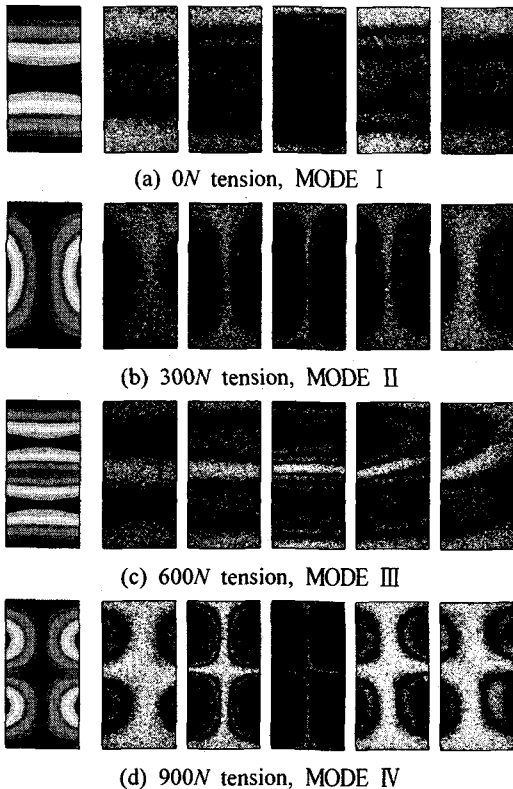 (a) 0N tension, MODE Ⅰ
(b) 300N tension, MODE Ⅱ
(c) 600N tension, MODE Ⅲ
(d) 900N tension, MODE Ⅳ